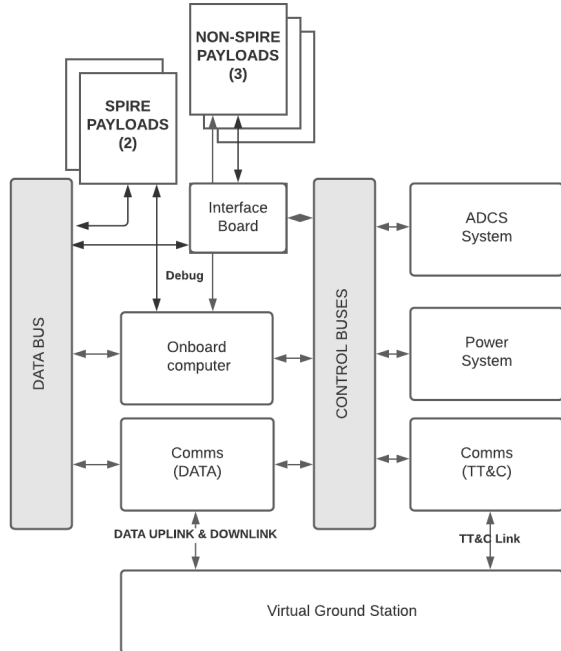 NON-SPIRE
PAYLOADS
(3)
SPIRE
PAYLOADS
(2)
Interface
Board
ADCS
System
Debug
DATA BUS
Onboard
computer
CONTROL BUSES
Power
System
Comms
(DATA)
Comms
(TT&C)
DATA UPLINK & DOWNLINK
TT&C Link
Virtual Ground Station